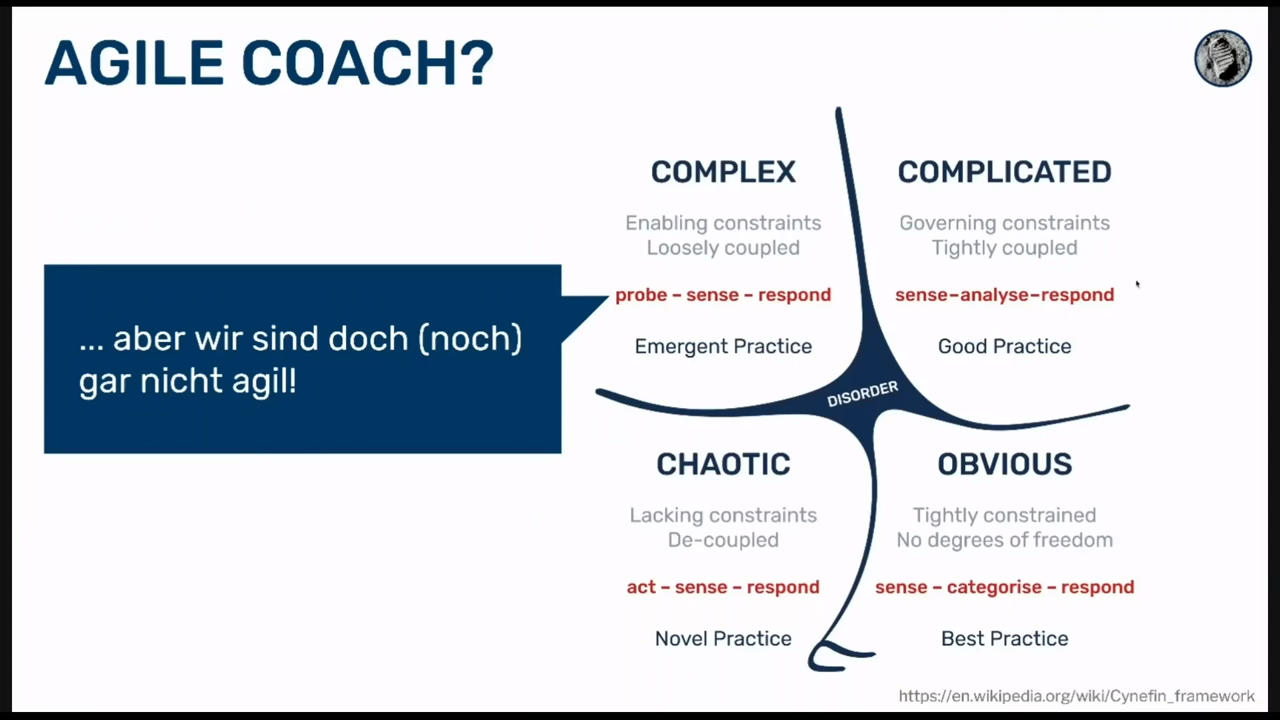 AGILE COACH?
... aber wir sind doch (noch)
gar nicht agil!
COMPLEX
Enabling constraints
Loosely coupled
probe – sense – respond
Emergent Practice
COMPLICATED
Governing constraints
Tightly coupled
sense–analyse–respond
Good Practice
DISORDER
CHAOTIC
Lacking constraints
De-coupled
act – sense – respond
Novel Practice
OBVIOUS
Tightly constrained
No degrees of freedom
sense – categorise – respond
Best Practice
https://en.wikipedia.org/wiki/Cynefin_framework